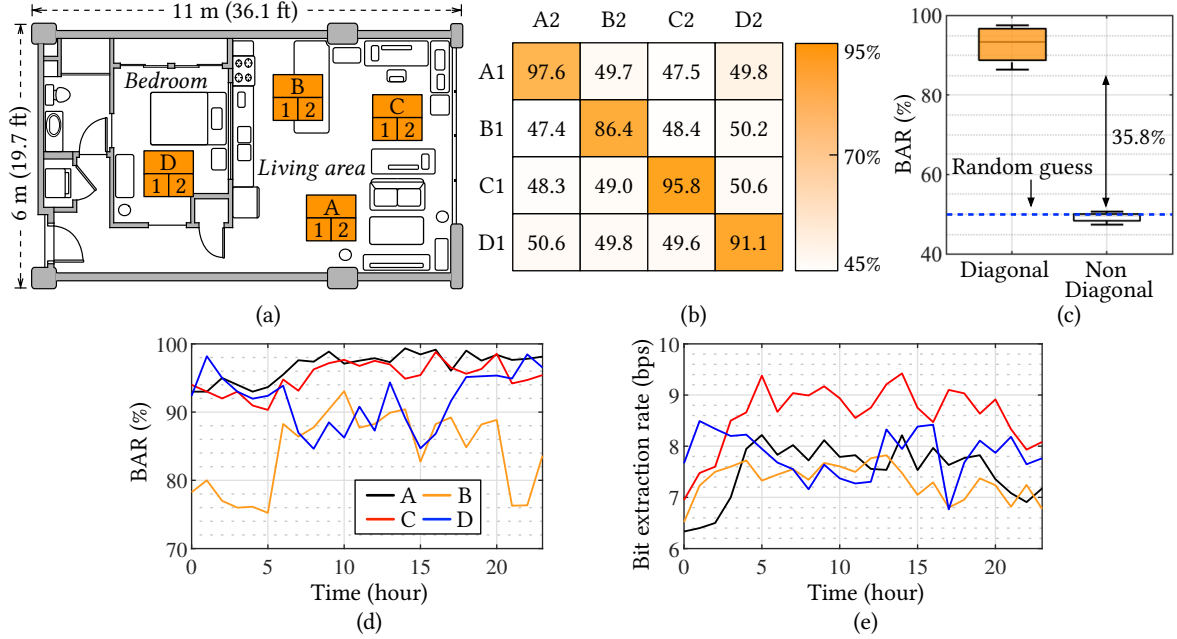 11 m (36.1 ft)
6 m (19.7 ft)
Bedroom
B
1 2
C
1 2
D
1 2
Living area
A
1 2
(a)
A2 B2 C2 D2
A1 97.6 49.7 47.5 49.8
B1 47.4 86.4 48.4 50.2
C1 48.3 49.0 95.8 50.6
D1 50.6 49.8 49.6 91.1
95%
70%
45%
(b)
BAR (%)
100
80
60
40
35.8%
Random guess
Diagonal
Non
Diagonal
(c)
BAR (%)
100
90
80
70
A B
C D
0 5 10 15 20
Time (hour)
(d)
Bit extraction rate (bps)
10
9
8
7
6
0 5 10 15 20
Time (hour)
(e)